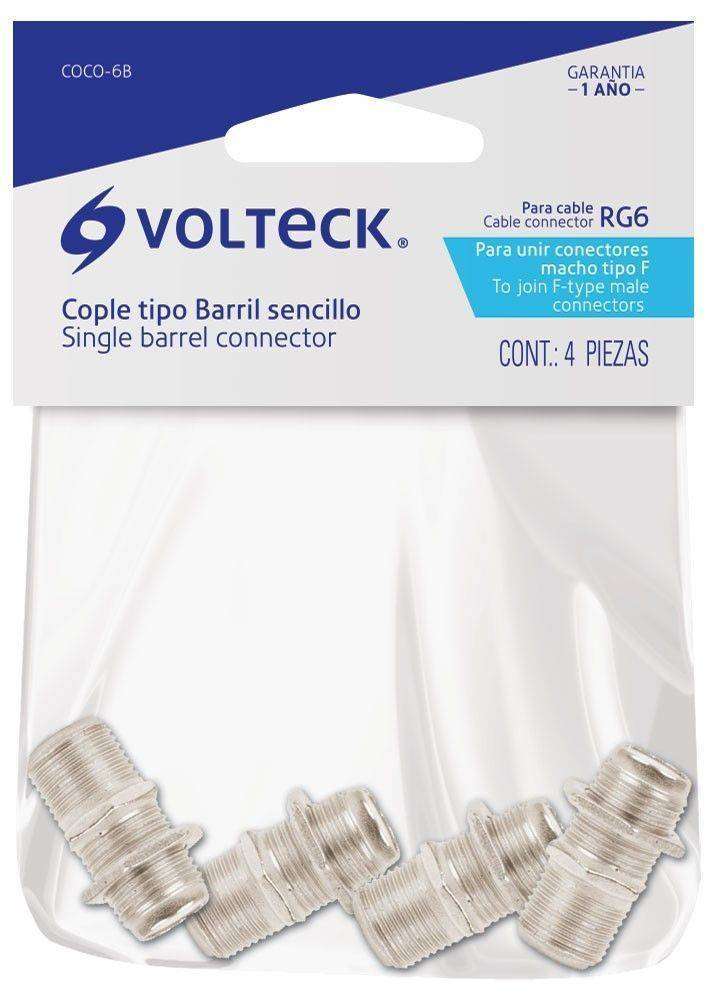 COCO-6B
GARANTIA
– 1 AÑO –
VOLTECK®
Para cable
Cable connector RG6
Para unir conectores
macho tipo F
To join F-type male
connectors
Cople tipo Barril sencillo
Single barrel connector
CONT.: 4 PIEZAS